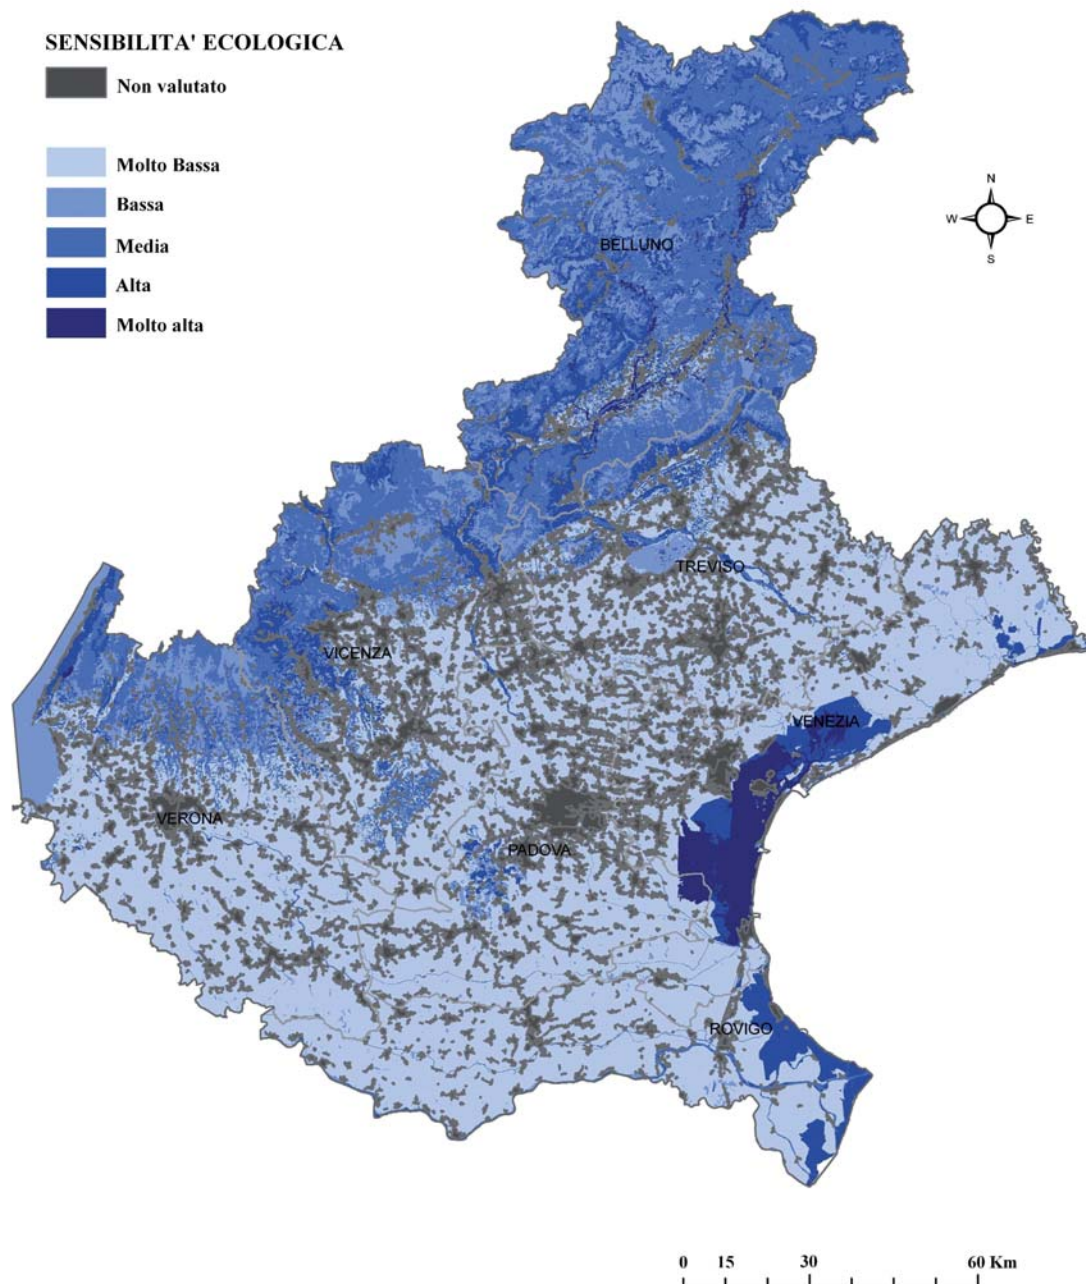 SENSIBILITA' ECOLOGICA
Non valutato
Molto Bassa
Bassa
Media
Alta
Molto alta
N
W E
S
BELLUNO
TREVISO
VICENZA
VENEZIA
VERONA
PADOVA
ROVIGO
0 15 30 60 Km